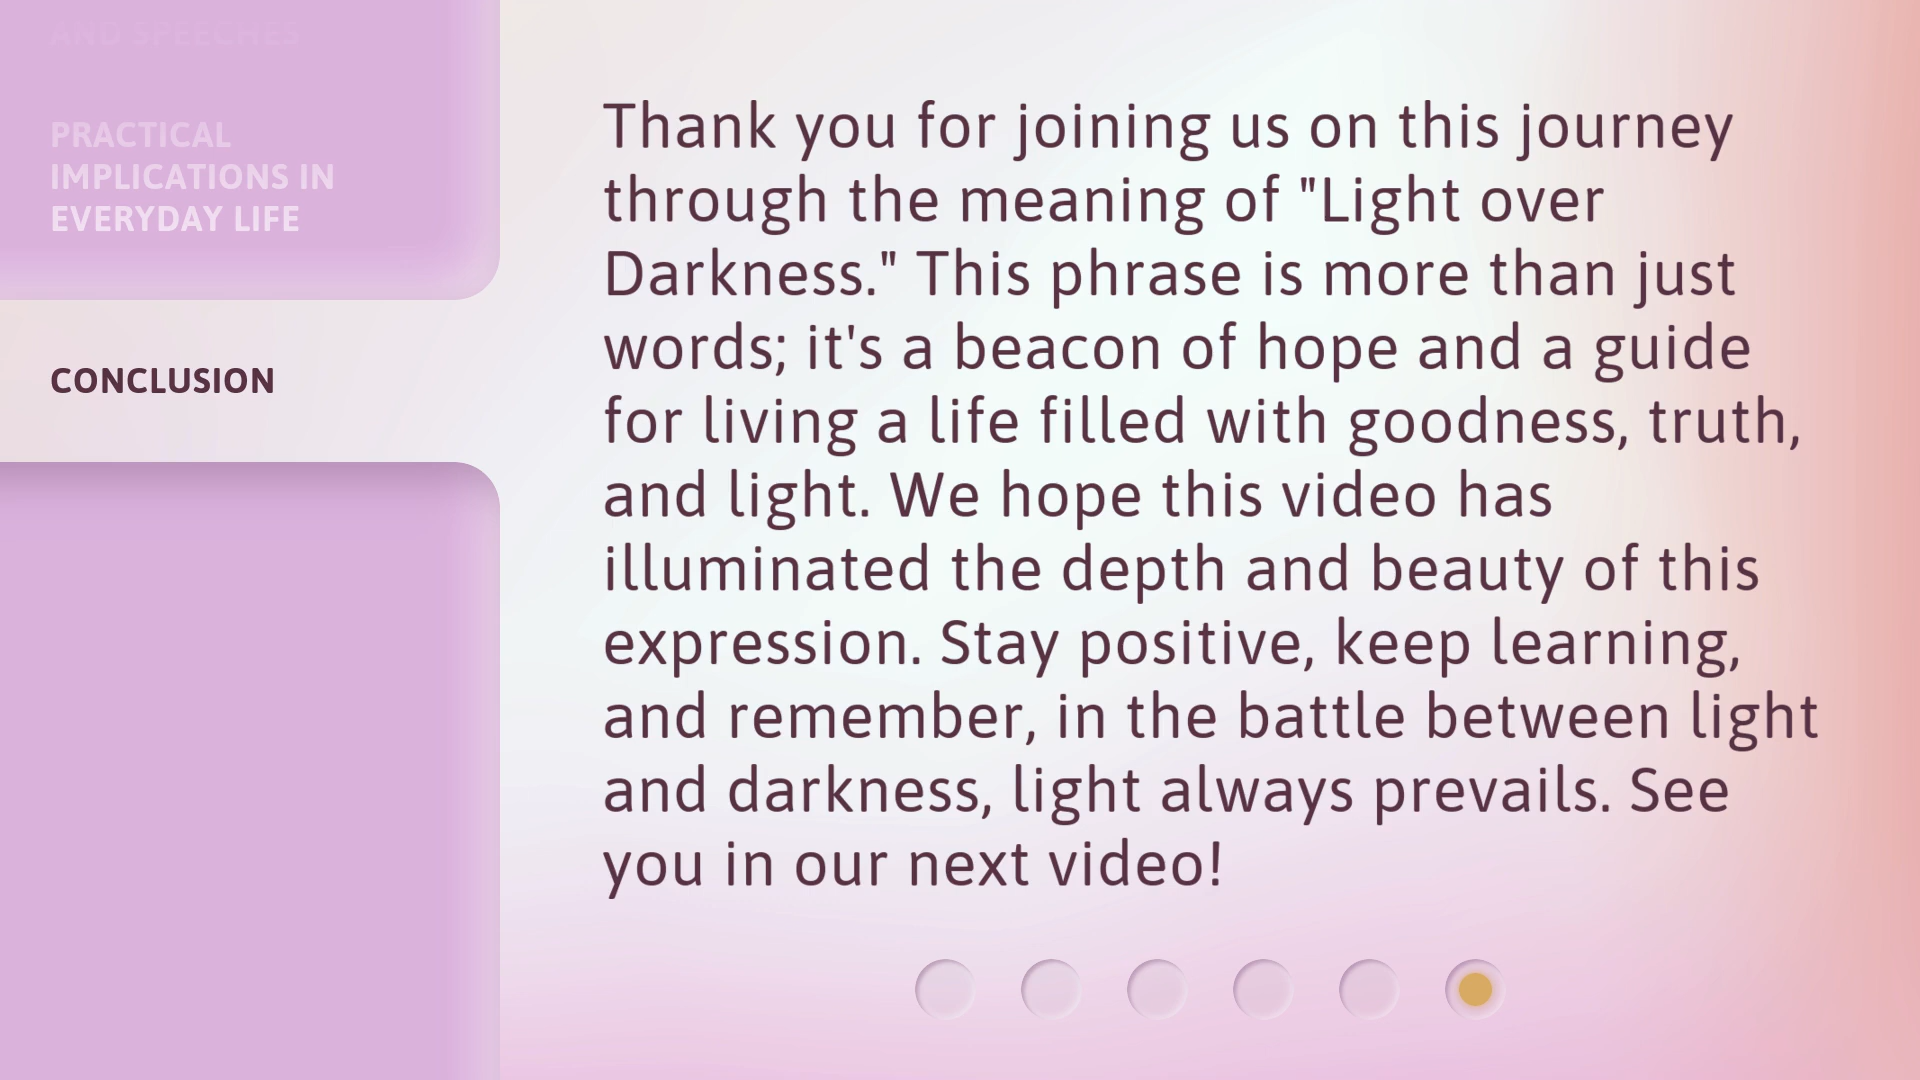 AND SPEECHES
PRACTICAL
IMPLICATIONS IN
EVERYDAY LIFE
CONCLUSION
Thank you for joining us on this journey
through the meaning of "Light over
Darkness." This phrase is more than just
words; it's a beacon of hope and a guide
for living a life filled with goodness, truth,
and light. We hope this video has
illuminated the depth and beauty of this
expression. Stay positive, keep learning,
and remember, in the battle between light
and darkness, light always prevails. See
you in our next video!